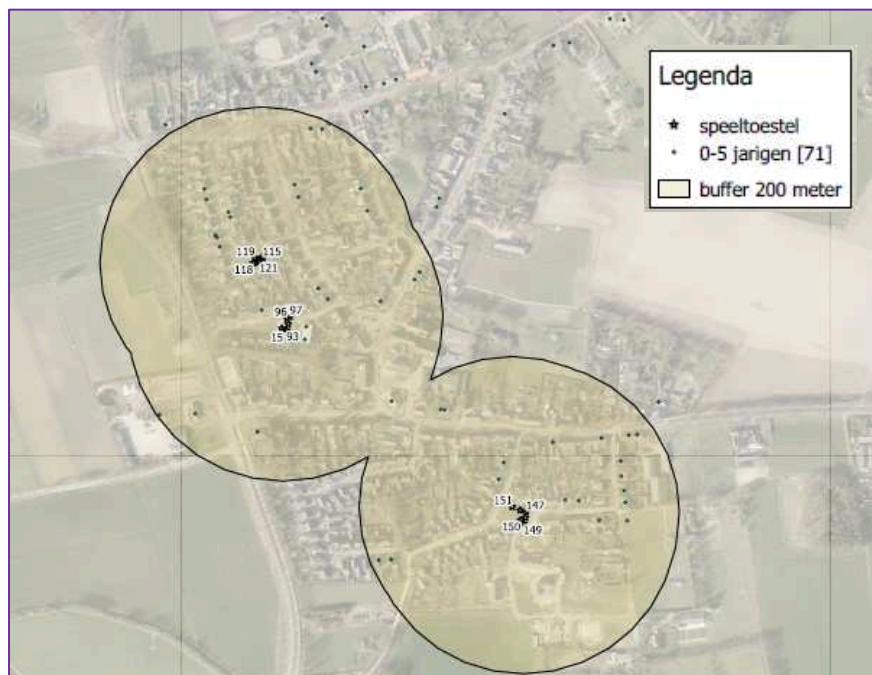 Legenda
speeltoestel
0-5 jarigen [71]
buffer 200 meter
119 115
118 121
96 97
15 93
151 147
150 149